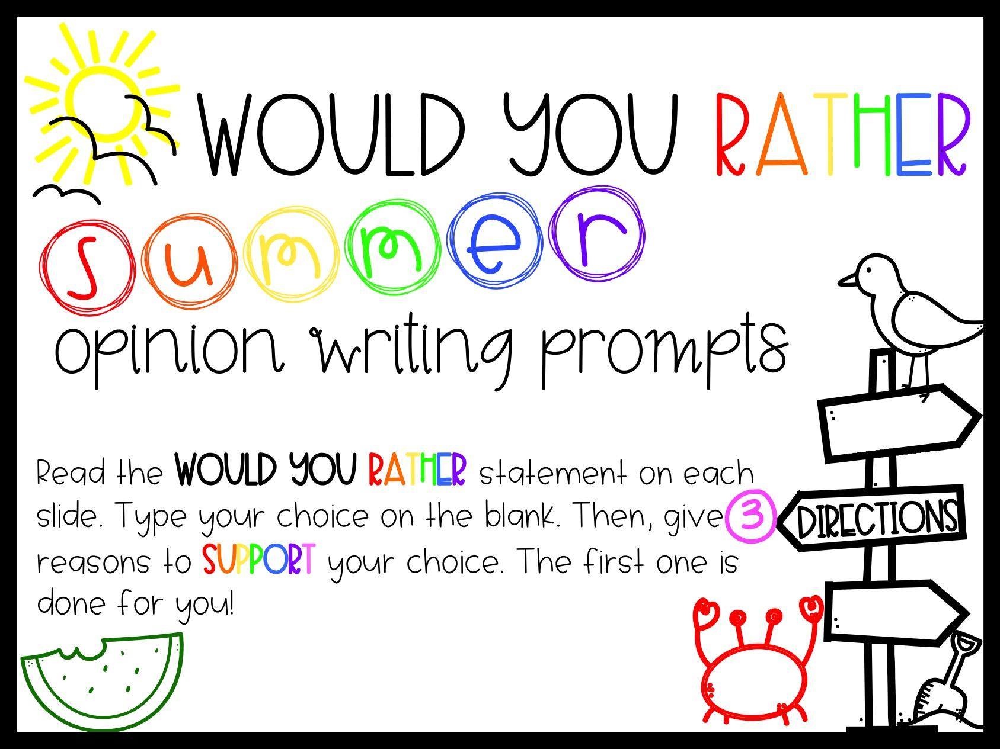 WOULD YOU RATHER
summer
opinion writing prompts
Read the WOULD YOU RATHER statement on each
slide. Type your choice on the blank. Then, give 3
reasons to SUPPORT your choice. The first one is
done for you!
DIRECTIONS